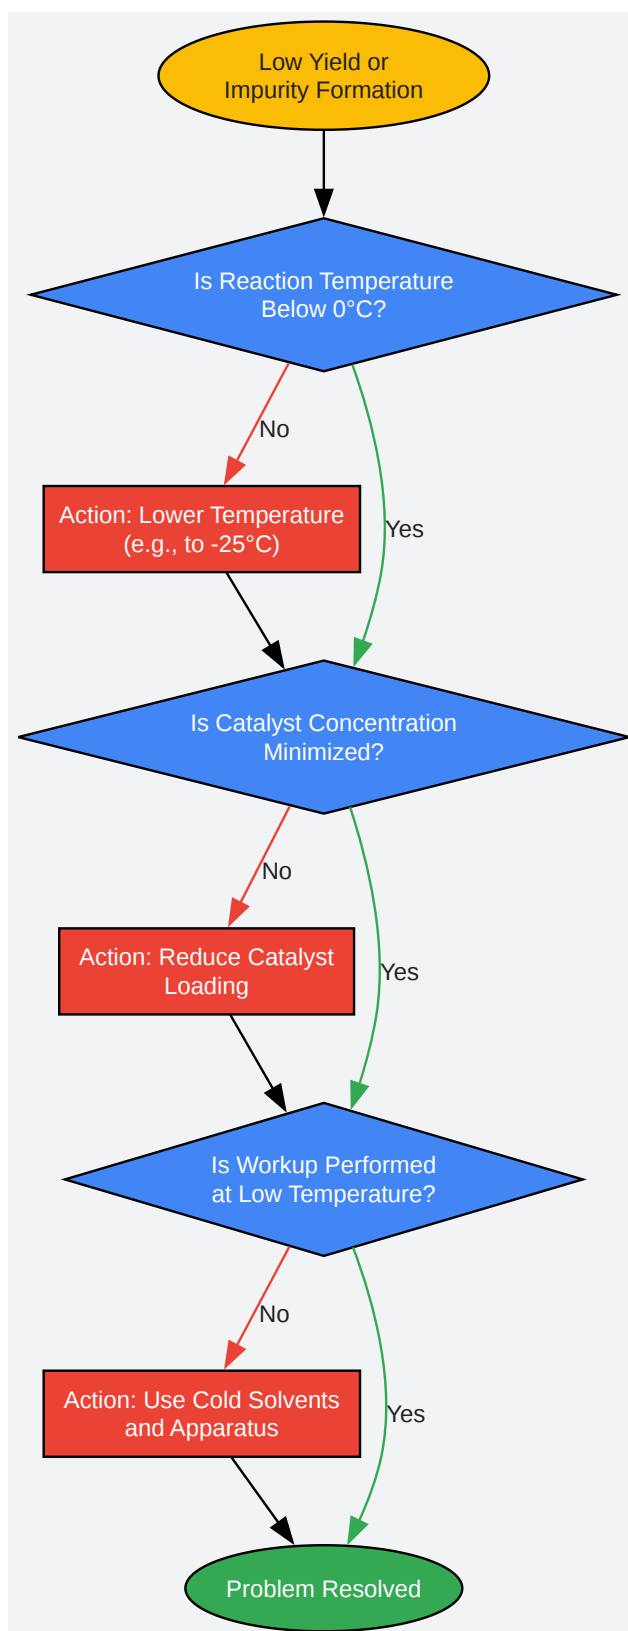 Low Yield or
Impurity Formation
Is Reaction Temperature
Below 0°C?
No
Action: Lower Temperature
(e.g., to -25°C)
Yes
Is Catalyst Concentration
Minimized?
No
Action: Reduce Catalyst
Loading
Yes
Is Workup Performed
at Low Temperature?
No
Action: Use Cold Solvents
and Apparatus
Yes
Problem Resolved